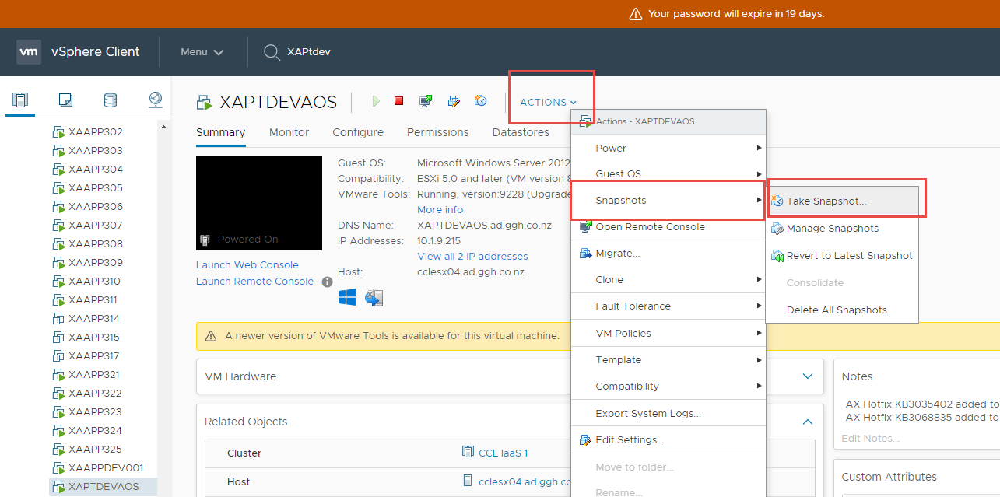 Your password will expire in 19 days.
vm vSphere Client Menu XAPtdev
XAAPP302
XAAPP303
XAAPP304
XAAPP305
XAAPP306
XAAPP307
XAAPP308
XAAPP309
XAAPP310
XAAPP311
XAAPP314
XAAPP315
XAAPP317
XAAPP321
XAAPP322
XAAPP323
XAAPP324
XAAPP325
XAAPPDEV001
XAPTDEVAOS
XAPTDEVAOS ACTIONS
Summary Monitor Configure Permissions Datastores
Powered On
Launch Web Console
Launch Remote Console
Guest OS: Microsoft Windows Server 2012
Compatibility: ESXi 5.0 and later (VM version
VMware Tools: Running, version:9228 (Upgrade
More info
DNS Name: XAPTDEVAOS.ad.ggh.co.nz
IP Addresses: 10.1.9.215
View all 2 IP addresses
Host: cclesx04.ad.ggh.co.nz
A newer version of VMware Tools is available for this virtual machine.
VM Hardware
Related Objects
Cluster CCL IaaS 1
Host cclesx04.ad.ggh.co
Actions - XAPTDEVAOS
Power
Guest OS
Snapshots
Open Remote Console
Migrate...
Clone
Fault Tolerance
VM Policies
Template
Compatibility
Export System Logs...
Edit Settings...
Move to folder...
Rename...
Take Snapshot...
Manage Snapshots
Revert to Latest Snapshot
Consolidate
Delete All Snapshots
Notes
AX Hotfix KB3035402 added to
AX Hotfix KB3068835 added to
Edit Notes...
Custom Attributes